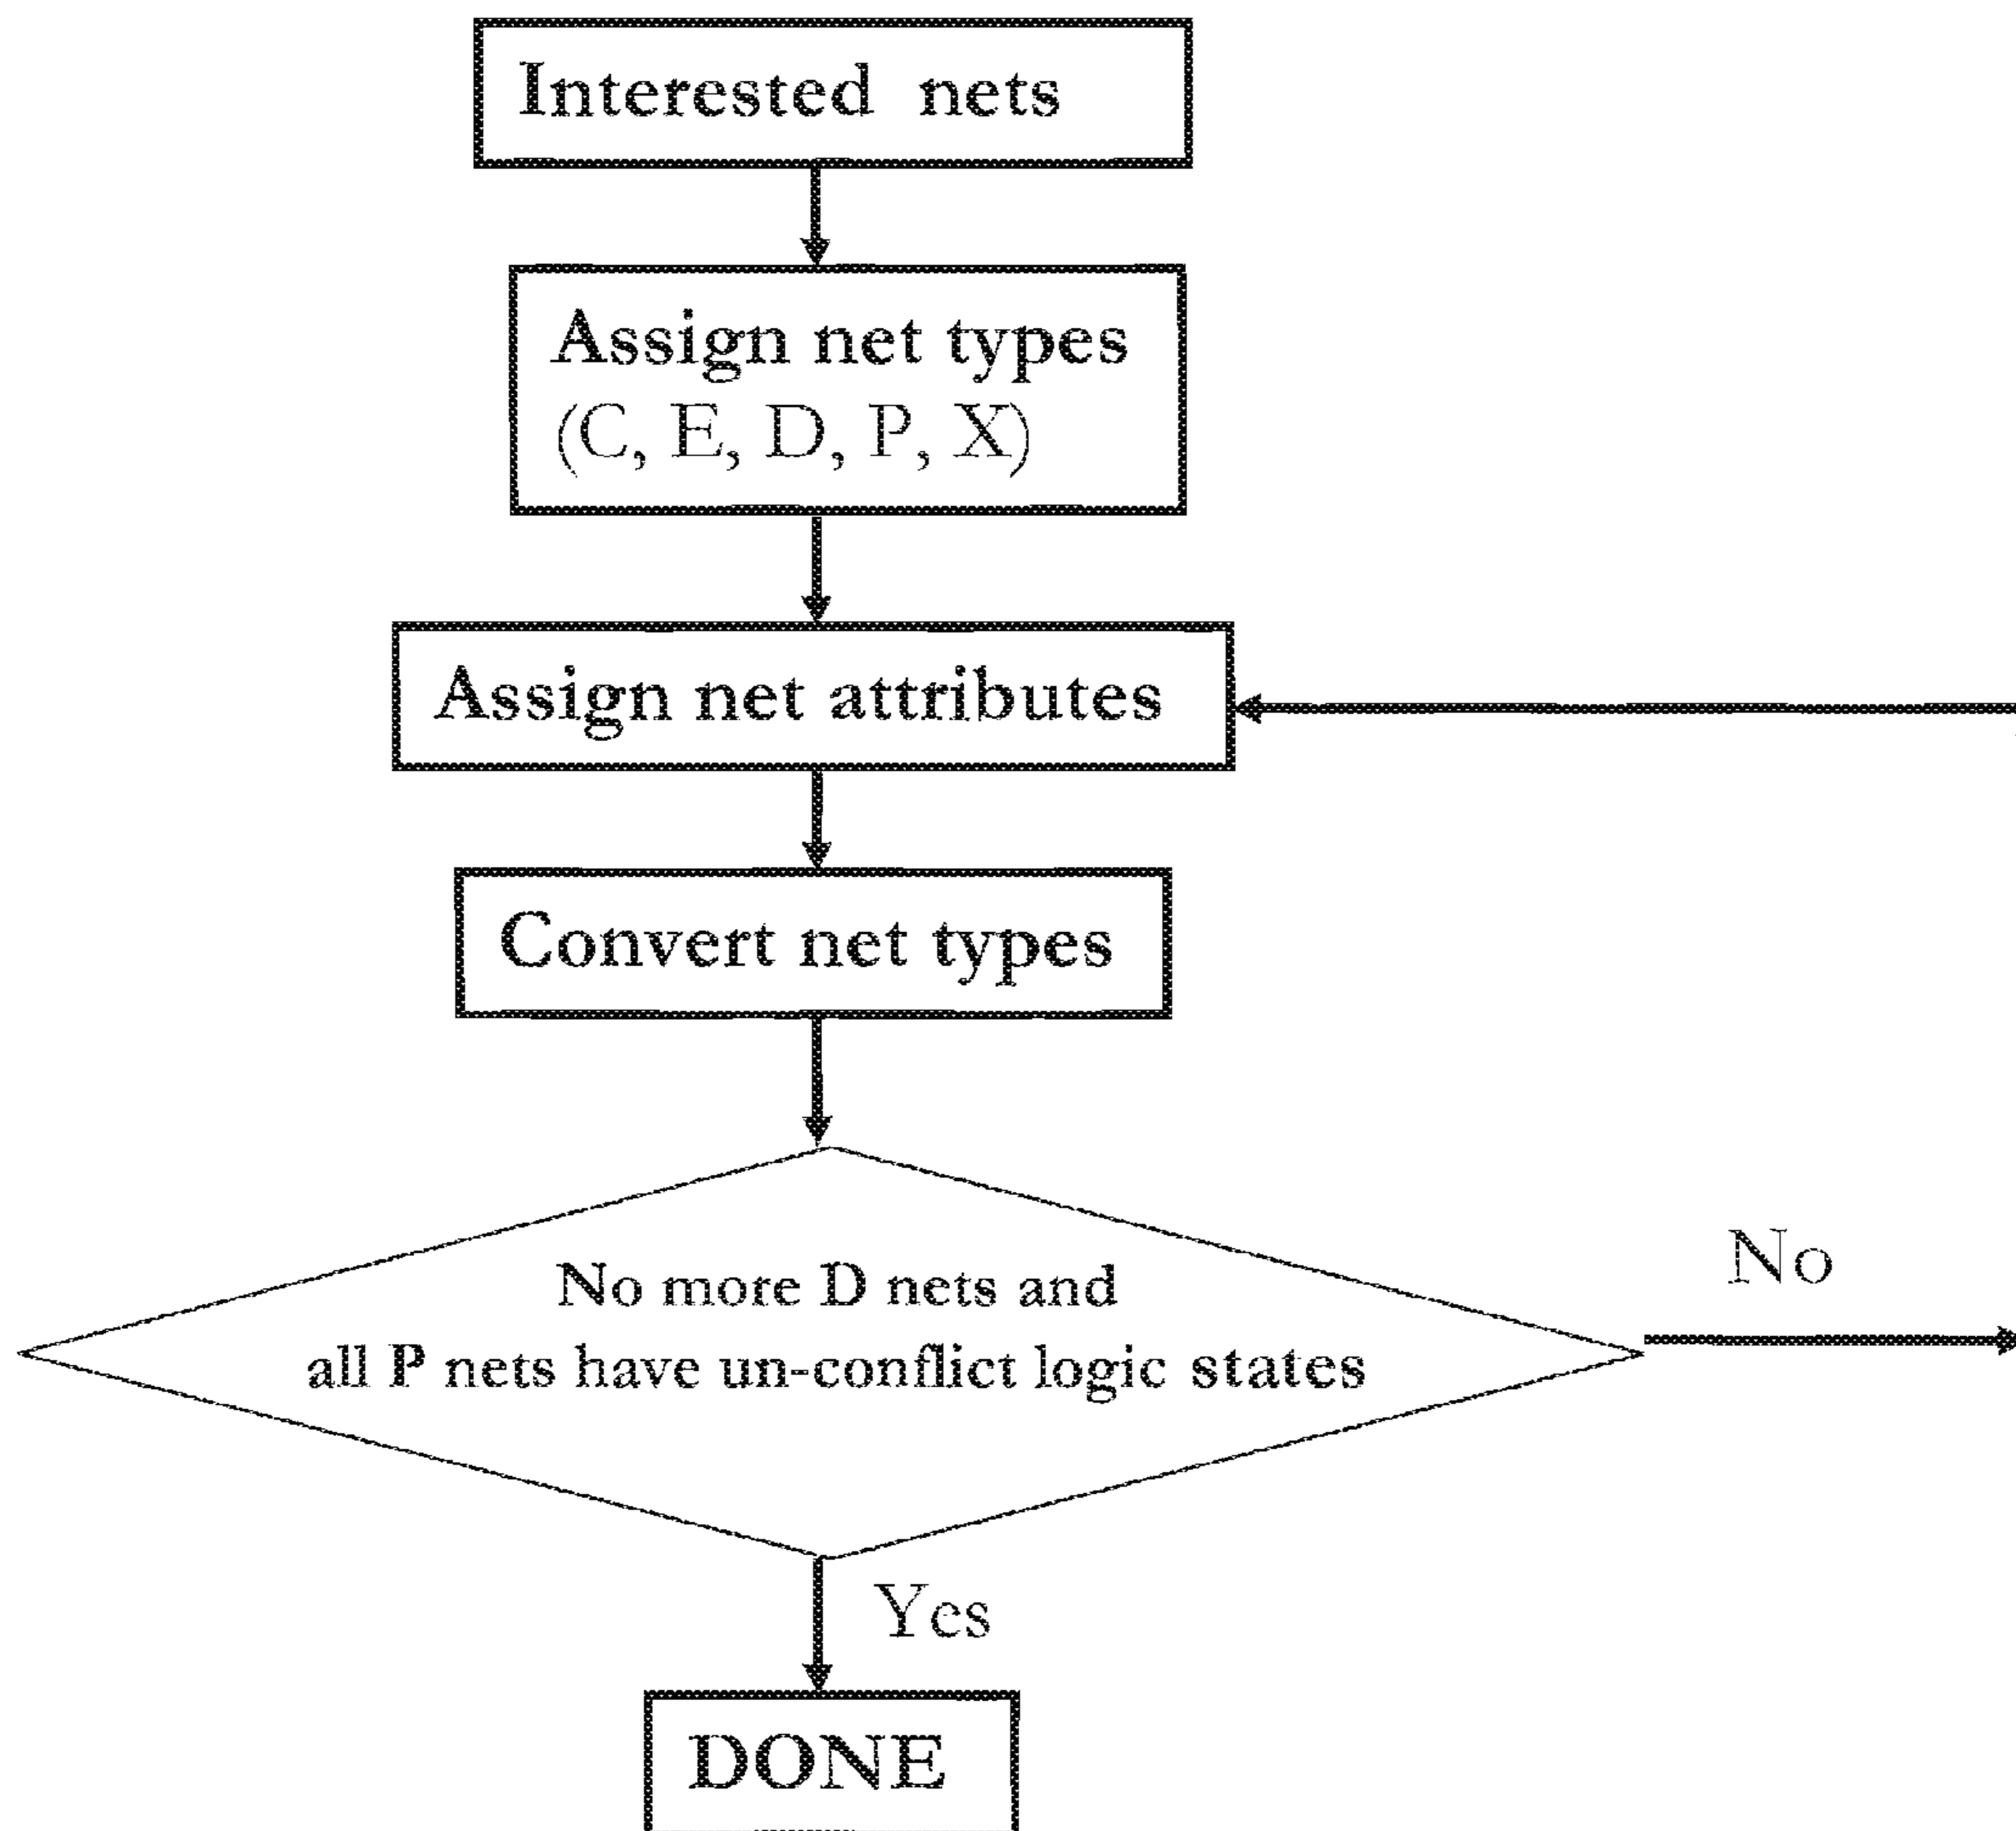 Interested nets
Assign net types
(C, E, D, P, X)
Assign net attributes
Convert net types
No more D nets and
all P nets have un-conflict logic states
No
Yes
DONE